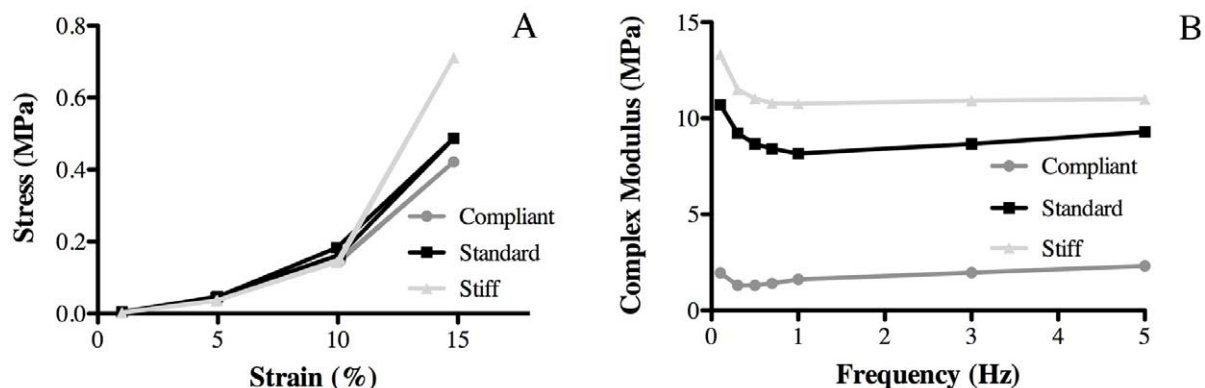 A
Stress (MPa)
0.8
0.6
0.4
0.2
0.0
0
5
10
15
Strain (%)
Compliant
Standard
Stiff
B
Complex Modulus (MPa)
15
10
5
0
0
1
2
3
4
5
Frequency (Hz)
Compliant
Standard
Stiff